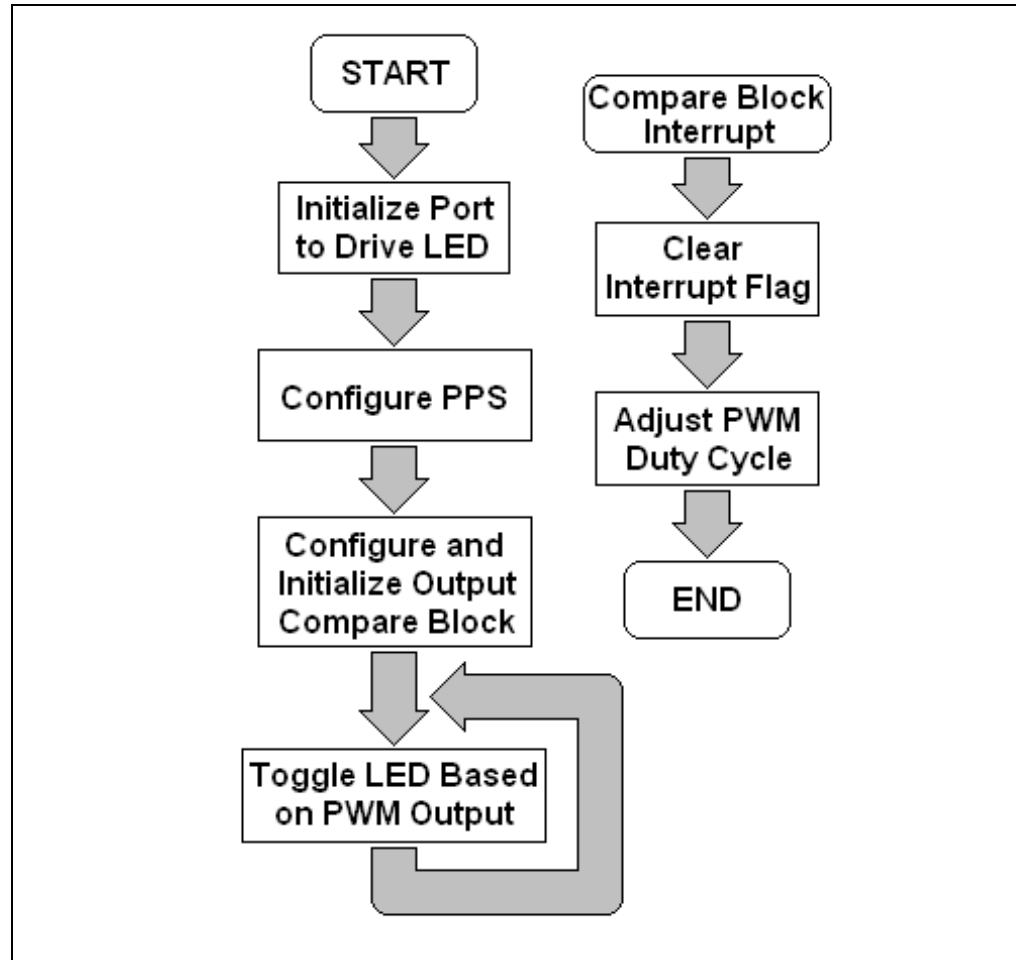 START
Initialize Port
to Drive LED
Configure PPS
Configure and
Initialize Output
Compare Block
Toggle LED Based
on PWM Output
Compare Block
Interrupt
Clear
Interrupt Flag
Adjust PWM
Duty Cycle
END